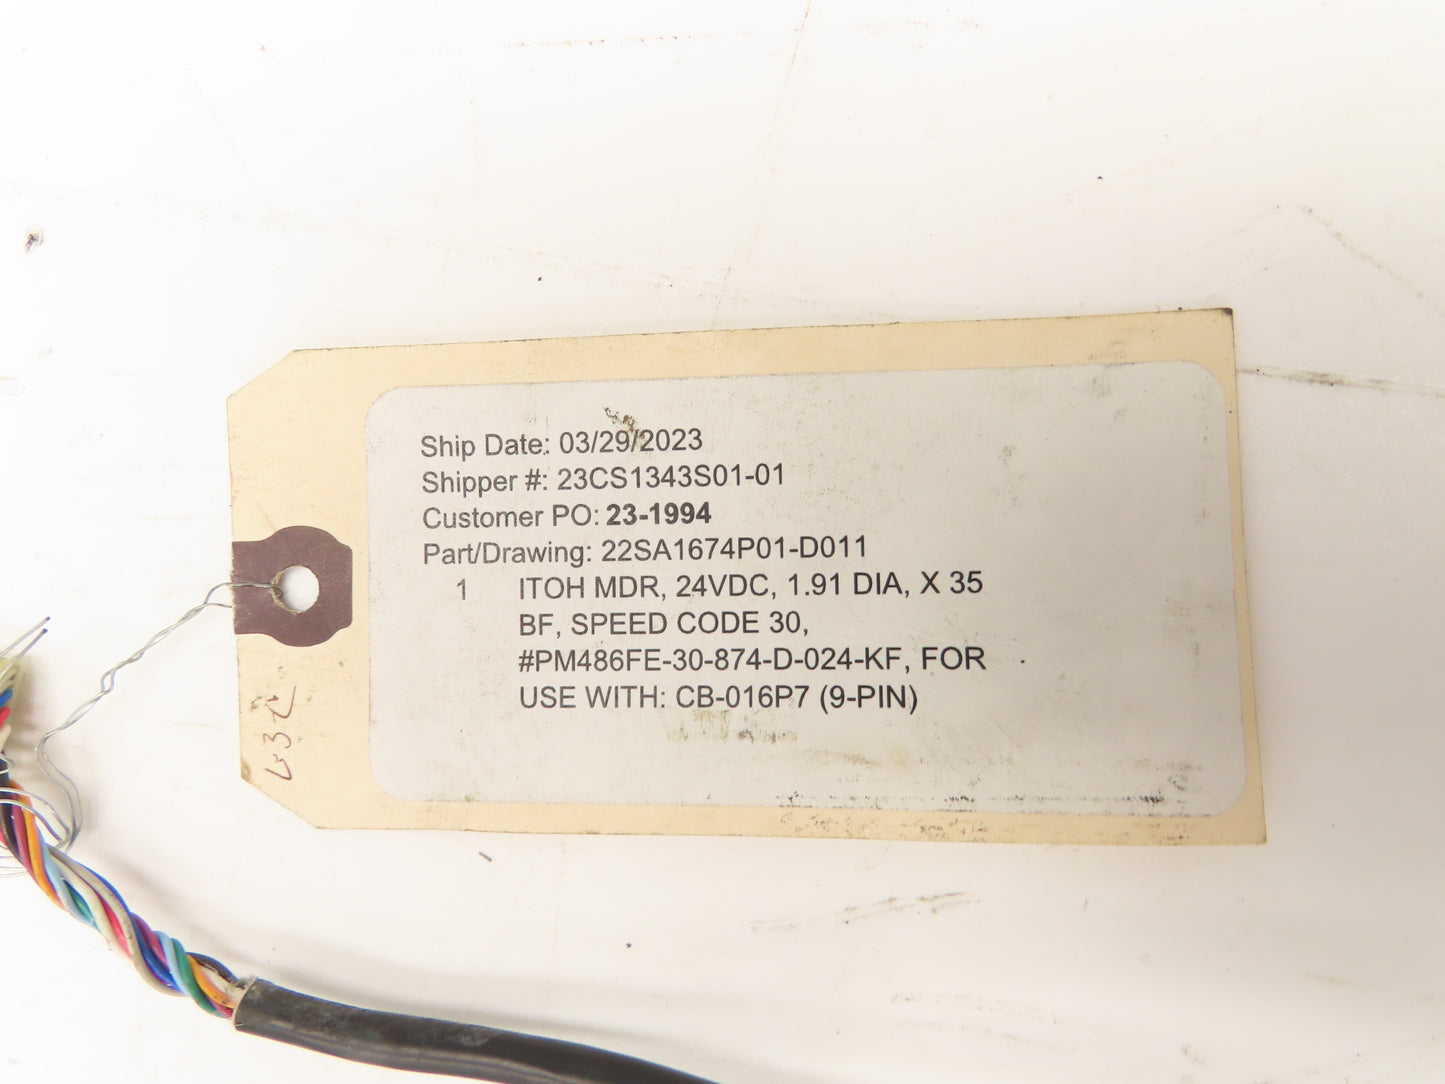 Ship Date: 03/29/2023
Shipper #: 23CS1343S01-01
Customer PO: 23-1994
Part/Drawing: 22SA1674P01-D011
1 ITOH MDR, 24VDC, 1.91 DIA, X 35
BF, SPEED CODE 30,
#PM486FE-30-874-D-024-KF, FOR
USE WITH: CB-016P7 (9-PIN)